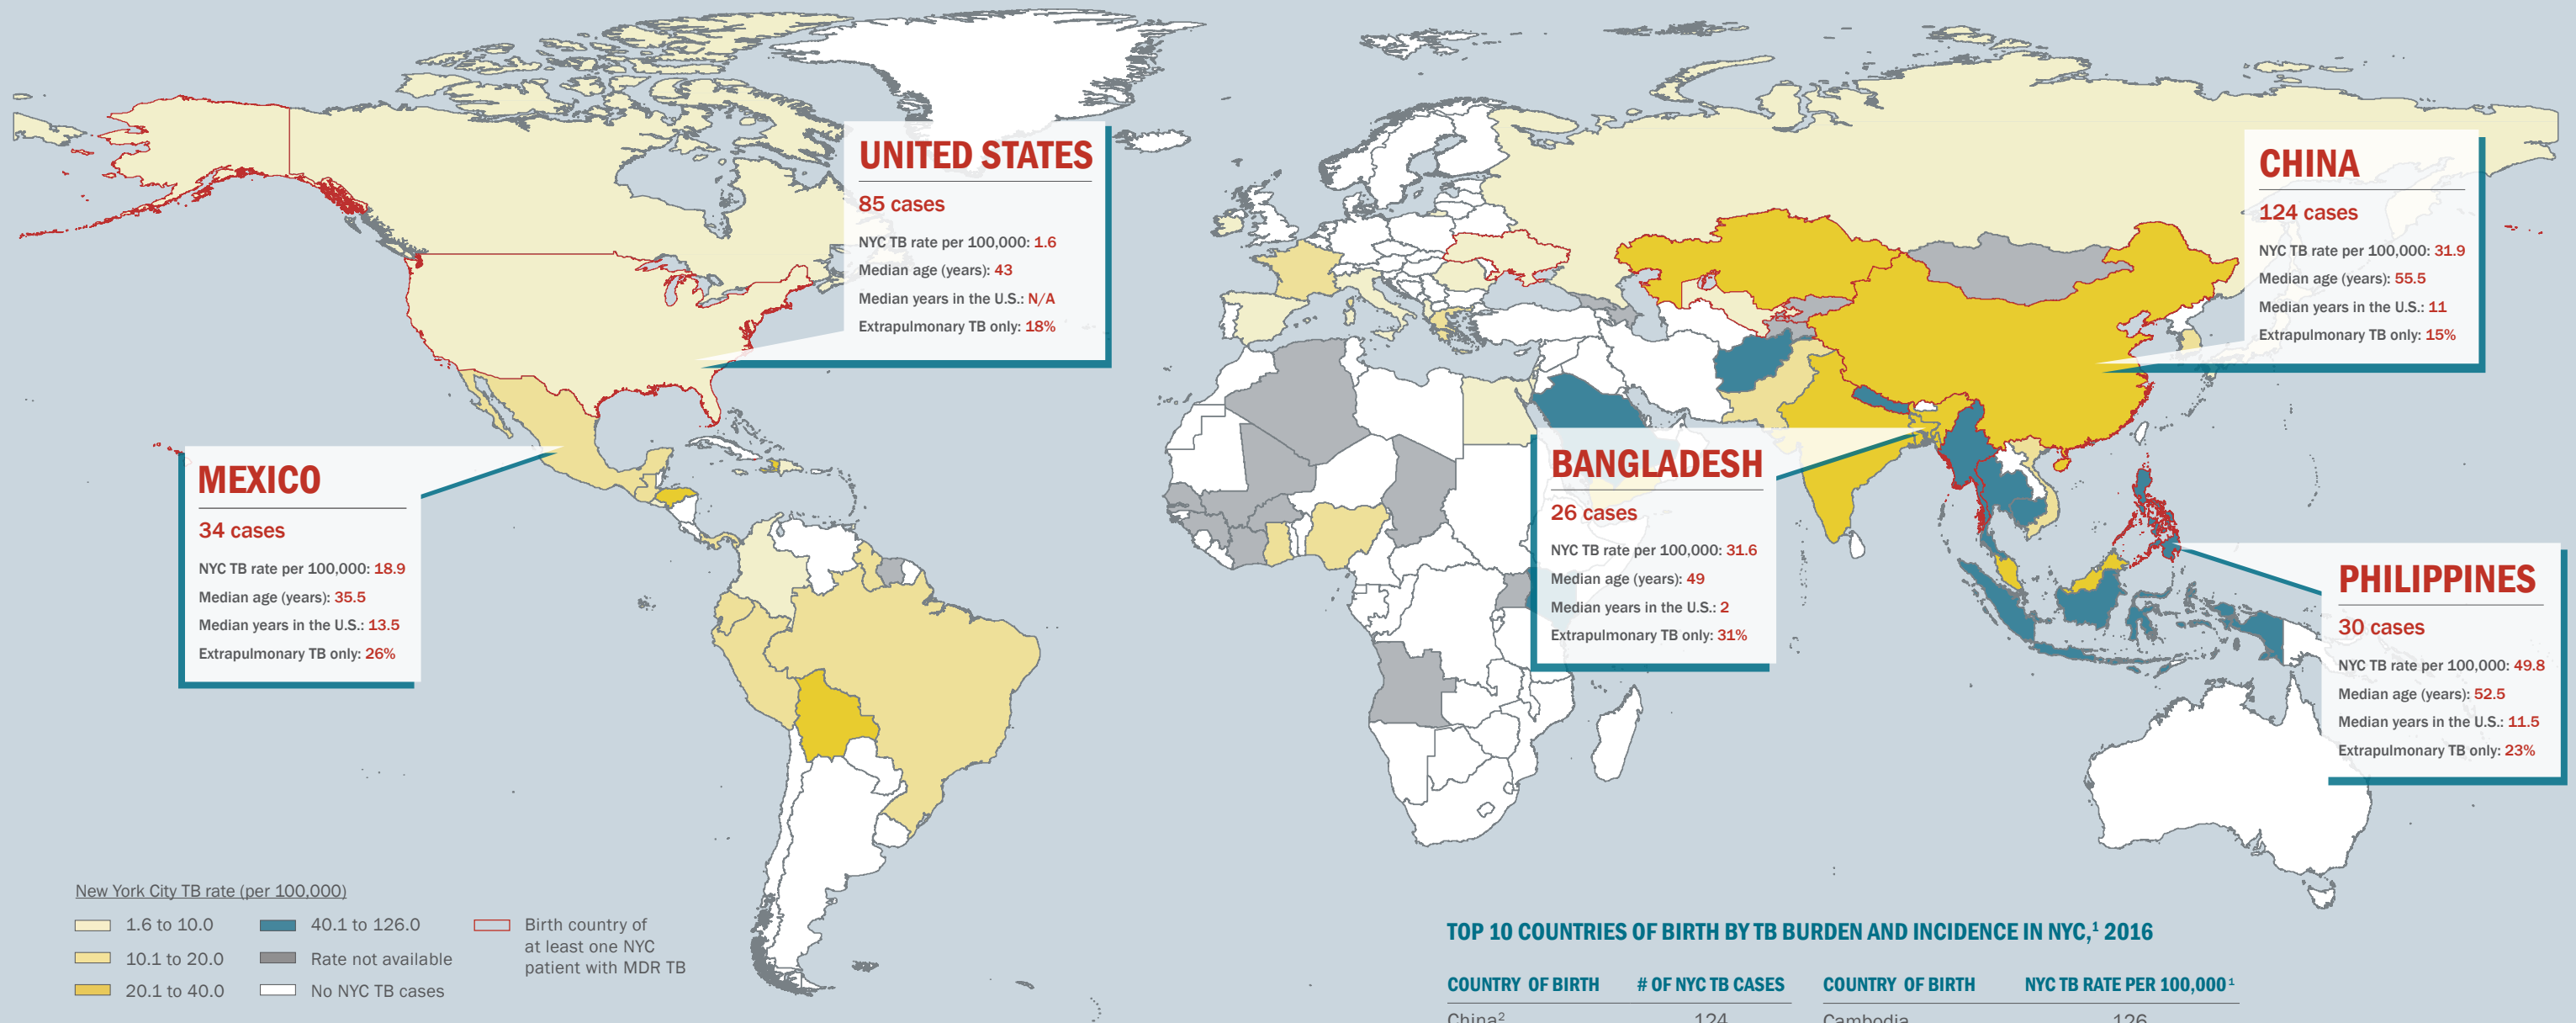 UNITED STATES
85 cases
NYC TB rate per 100,000: 1.6
Median age (years): 43
Median years in the U.S.: N/A
Extrapulmonary TB only: 18%
CHINA
124 cases
NYC TB rate per 100,000: 31.9
Median age (years): 55.5
Median years in the U.S.: 11
Extrapulmonary TB only: 15%
MEXICO
34 cases
NYC TB rate per 100,000: 18.9
Median age (years): 35.5
Median years in the U.S.: 13.5
Extrapulmonary TB only: 26%
BANGLADESH
26 cases
NYC TB rate per 100,000: 31.6
Median age (years): 49
Median years in the U.S.: 2
Extrapulmonary TB only: 31%
PHILIPPINES
30 cases
NYC TB rate per 100,000: 49.8
Median age (years): 52.5
Median years in the U.S.: 11.5
Extrapulmonary TB only: 23%
New York City TB rate (per 100,000)
1.6 to 10.0
10.1 to 20.0
20.1 to 40.0
40.1 to 126.0
Rate not available
No NYC TB cases
Birth country of
at least one NYC
patient with MDR TB
TOP 10 COUNTRIES OF BIRTH BY TB BURDEN AND INCIDENCE IN NYC,¹ 2016
COUNTRY OF BIRTH # OF NYC TB CASES COUNTRY OF BIRTH NYC TB RATE PER 100,000¹
China² 124 Cambodia 126